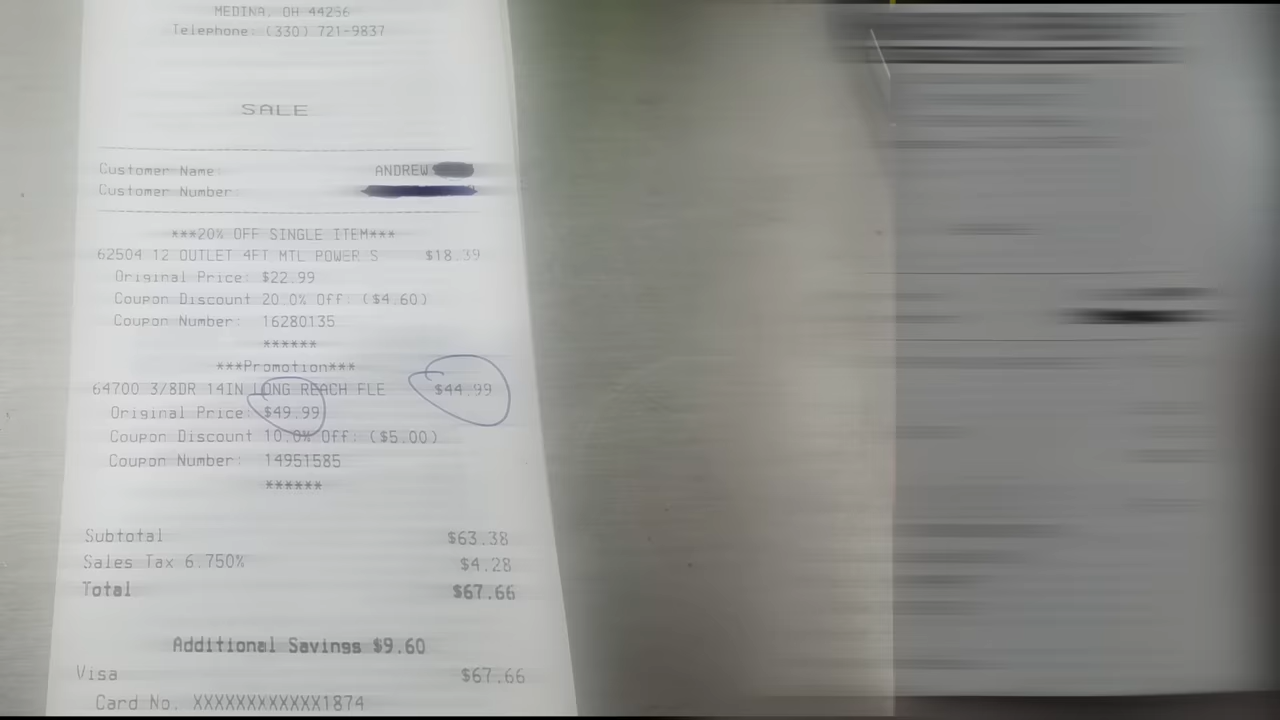 MEDINA, OH 44256
Telephone: (330) 721-9837
SALE
Customer Name: ANDREW
Customer Number:
***20% OFF SINGLE ITEM***
62504 12 OUTLET 4FT MTL POWER S $18.39
Original Price: $22.99
Coupon Discount 20.0% Off: ($4.60)
Coupon Number: 16280135
******
***Promotion***
64700 3/8DR 14IN LONG REACH FLE $44.99
Original Price: $49.99
Coupon Discount 10.0% Off: ($5.00)
Coupon Number: 14951585
******
Subtotal $63.38
Sales Tax 6.750% $4.28
Total $67.66
Additional Savings $9.60
Visa $67.66
Card No. XXXXXXXXXXXX1874